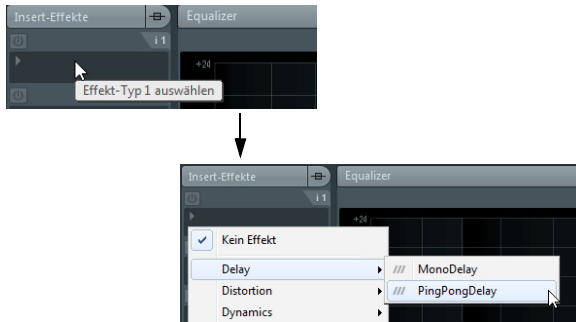 Insert-Effekte
Equalizer
i 1
+24
Effekt-Typ 1 auswählen
Insert-Effekte
Equalizer
i 1
+24
Kein Effekt
Delay
MonoDelay
Distortion
PingPongDelay
Dynamics